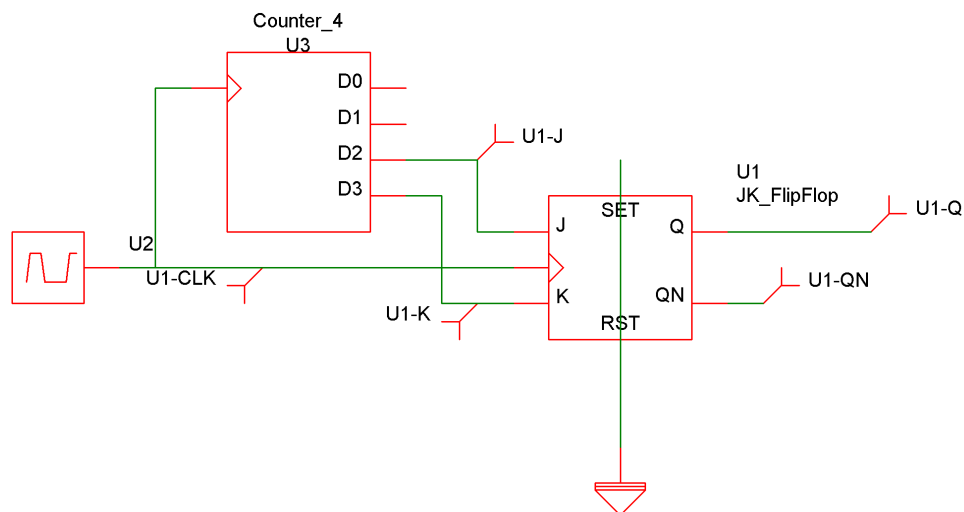 Counter_4
U3
D0
D1
D2
D3
U1-J
U1
JK_FlipFlop
SET
J
Q
U1-Q
U2
U1-CLK
K
QN
U1-QN
U1-K
RST